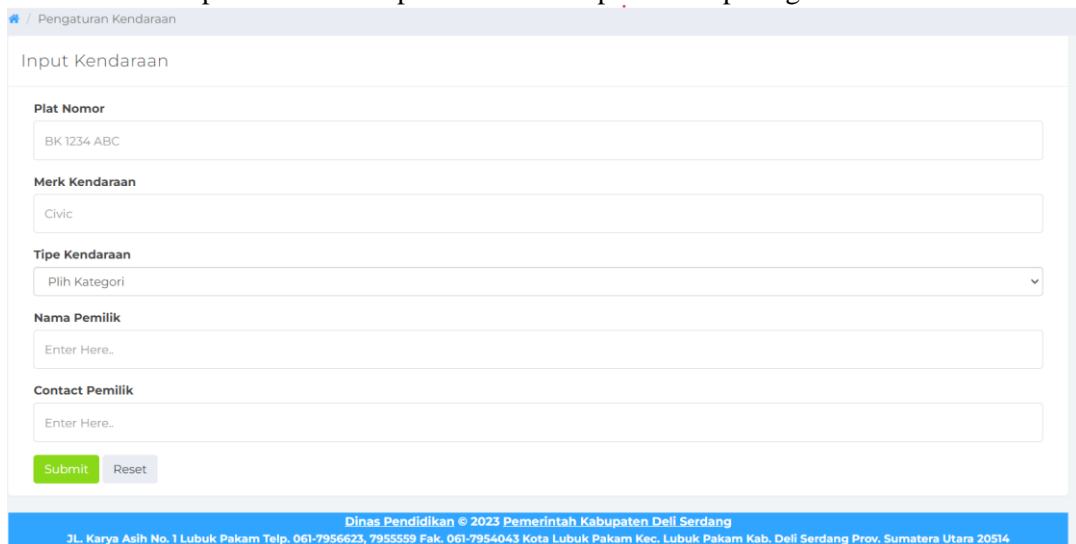 / Pengaturan Kendaraan
Input Kendaraan
Plat Nomor
BK 1234 ABC
Merk Kendaraan
Civic
Tipe Kendaraan
Plih Kategori
Nama Pemilik
Enter Here..
Contact Pemilik
Enter Here..
Submit Reset
Dinas Pendidikan © 2023 Pemerintah Kabupaten Deli Serdang
JL. Karya Asih No. 1 Lubuk Pakam Telp. 061-7956623, 7955559 Fak. 061-7954043 Kota Lubuk Pakam Kec. Lubuk Pakam Kab. Deli Serdang Prov. Sumatera Utara 20514